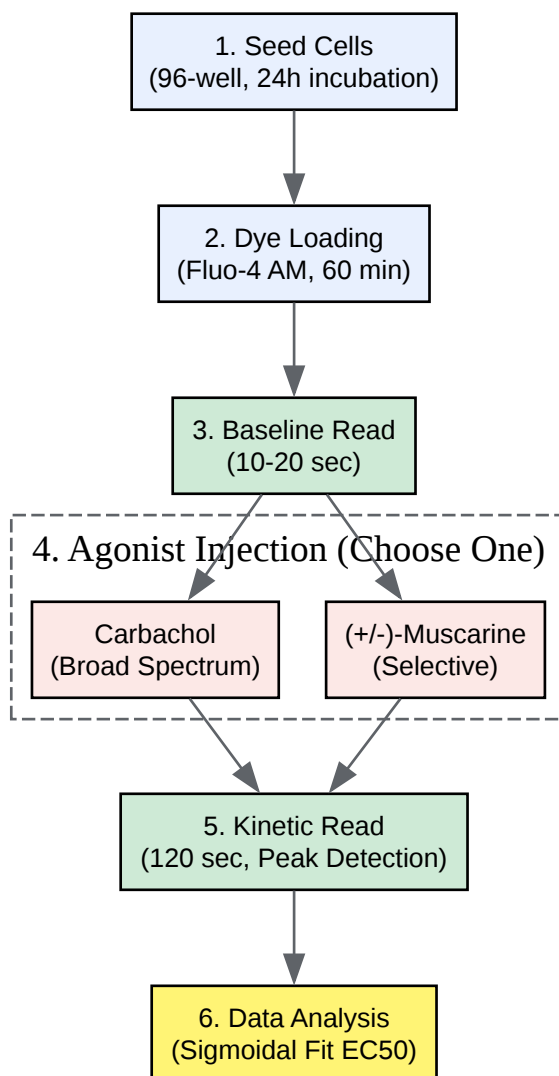 1. Seed Cells
(96-well, 24h incubation)
2. Dye Loading
(Fluo-4 AM, 60 min)
3. Baseline Read
(10-20 sec)
4. Agonist Injection (Choose One)
Carbachol
(Broad Spectrum)
(+/-)-Muscarine
(Selective)
5. Kinetic Read
(120 sec, Peak Detection)
6. Data Analysis
(Sigmoidal Fit EC50)